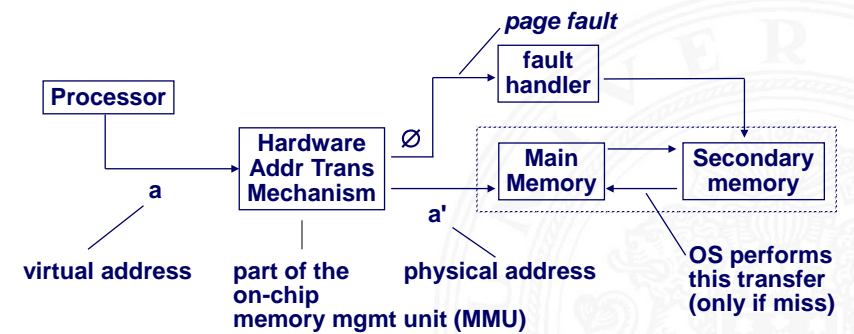 page fault
fault
handler
Processor
Hardware
Addr Trans
Mechanism
∅
Main
Memory
Secondary
memory
a
a'
virtual address
part of the
on-chip
memory mgmt unit (MMU)
physical address
OS performs
this transfer
(only if miss)